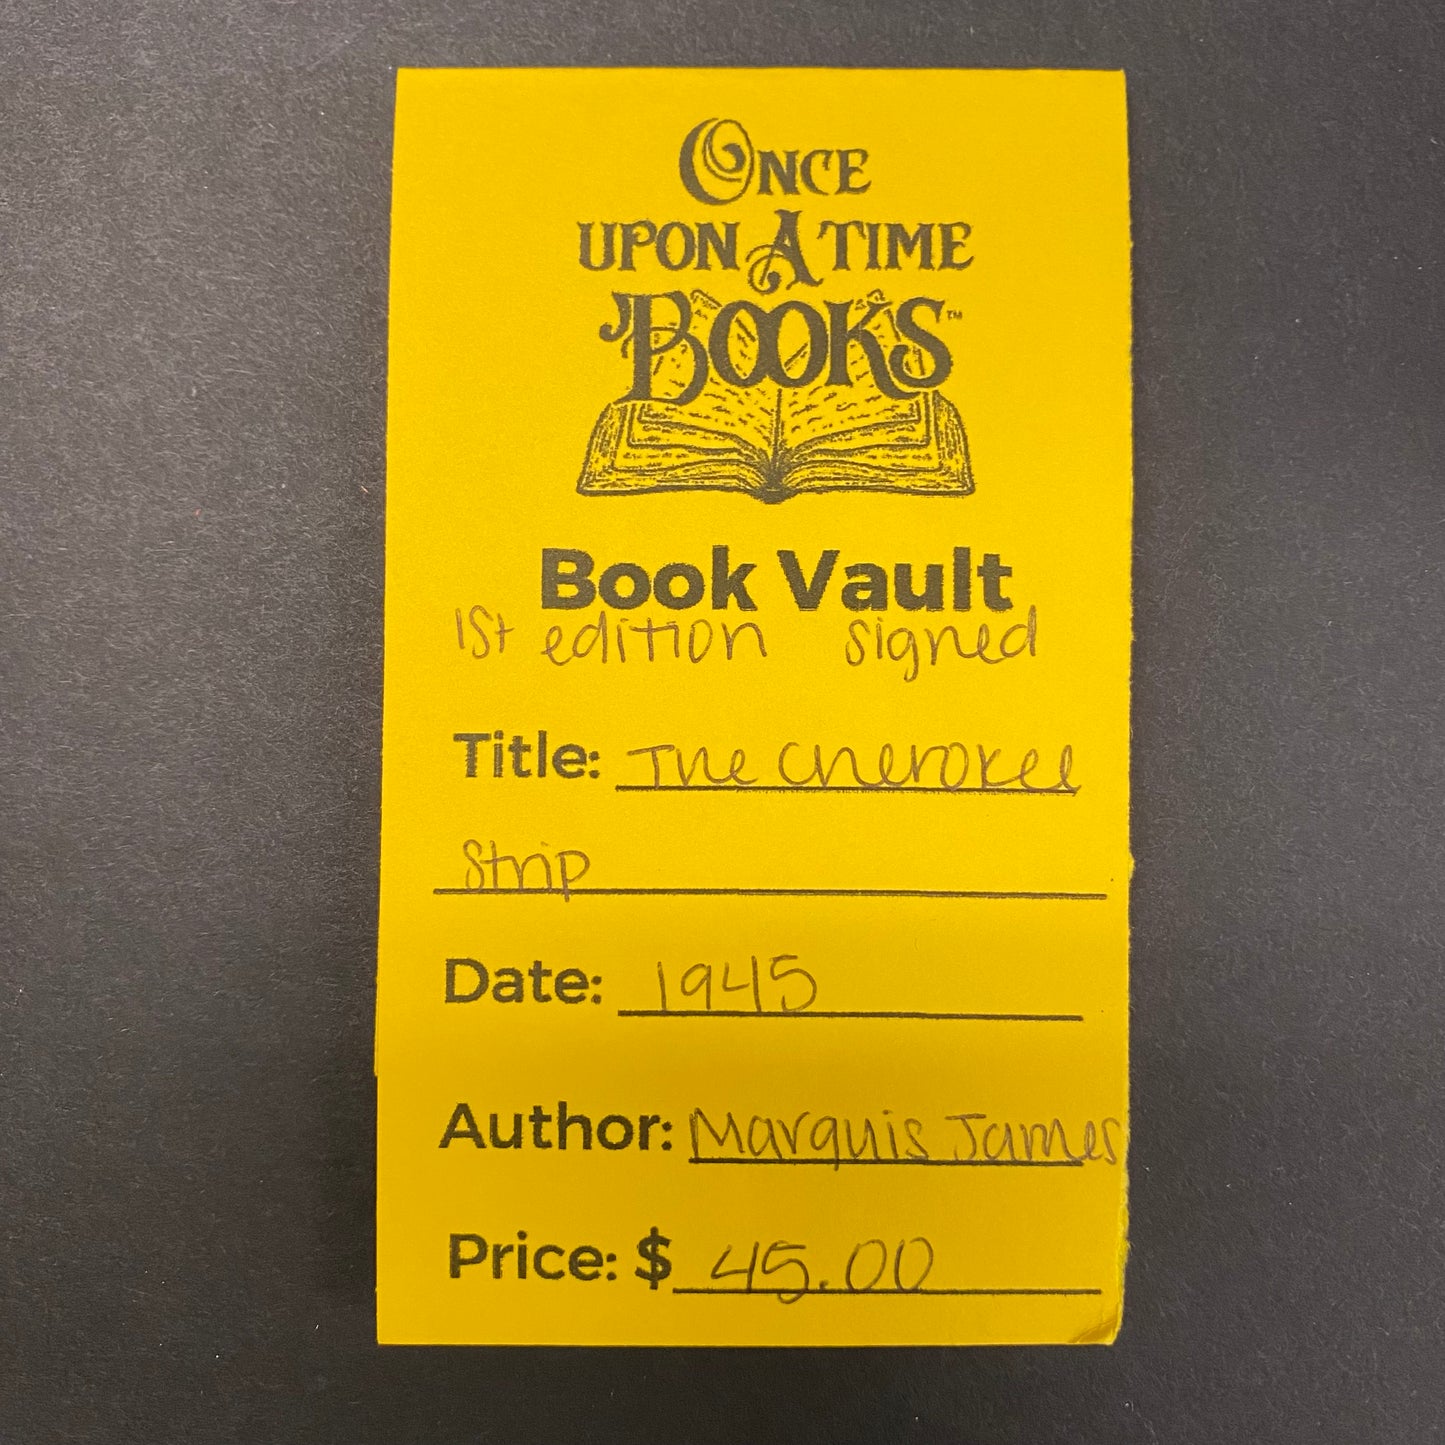 ONCE
UPON A TIME
BOOKS™
Book Vault
1st edition signed
Title: The Cherokee
Strip
Date: 1945
Author: Marquis James
Price: $ 45.00